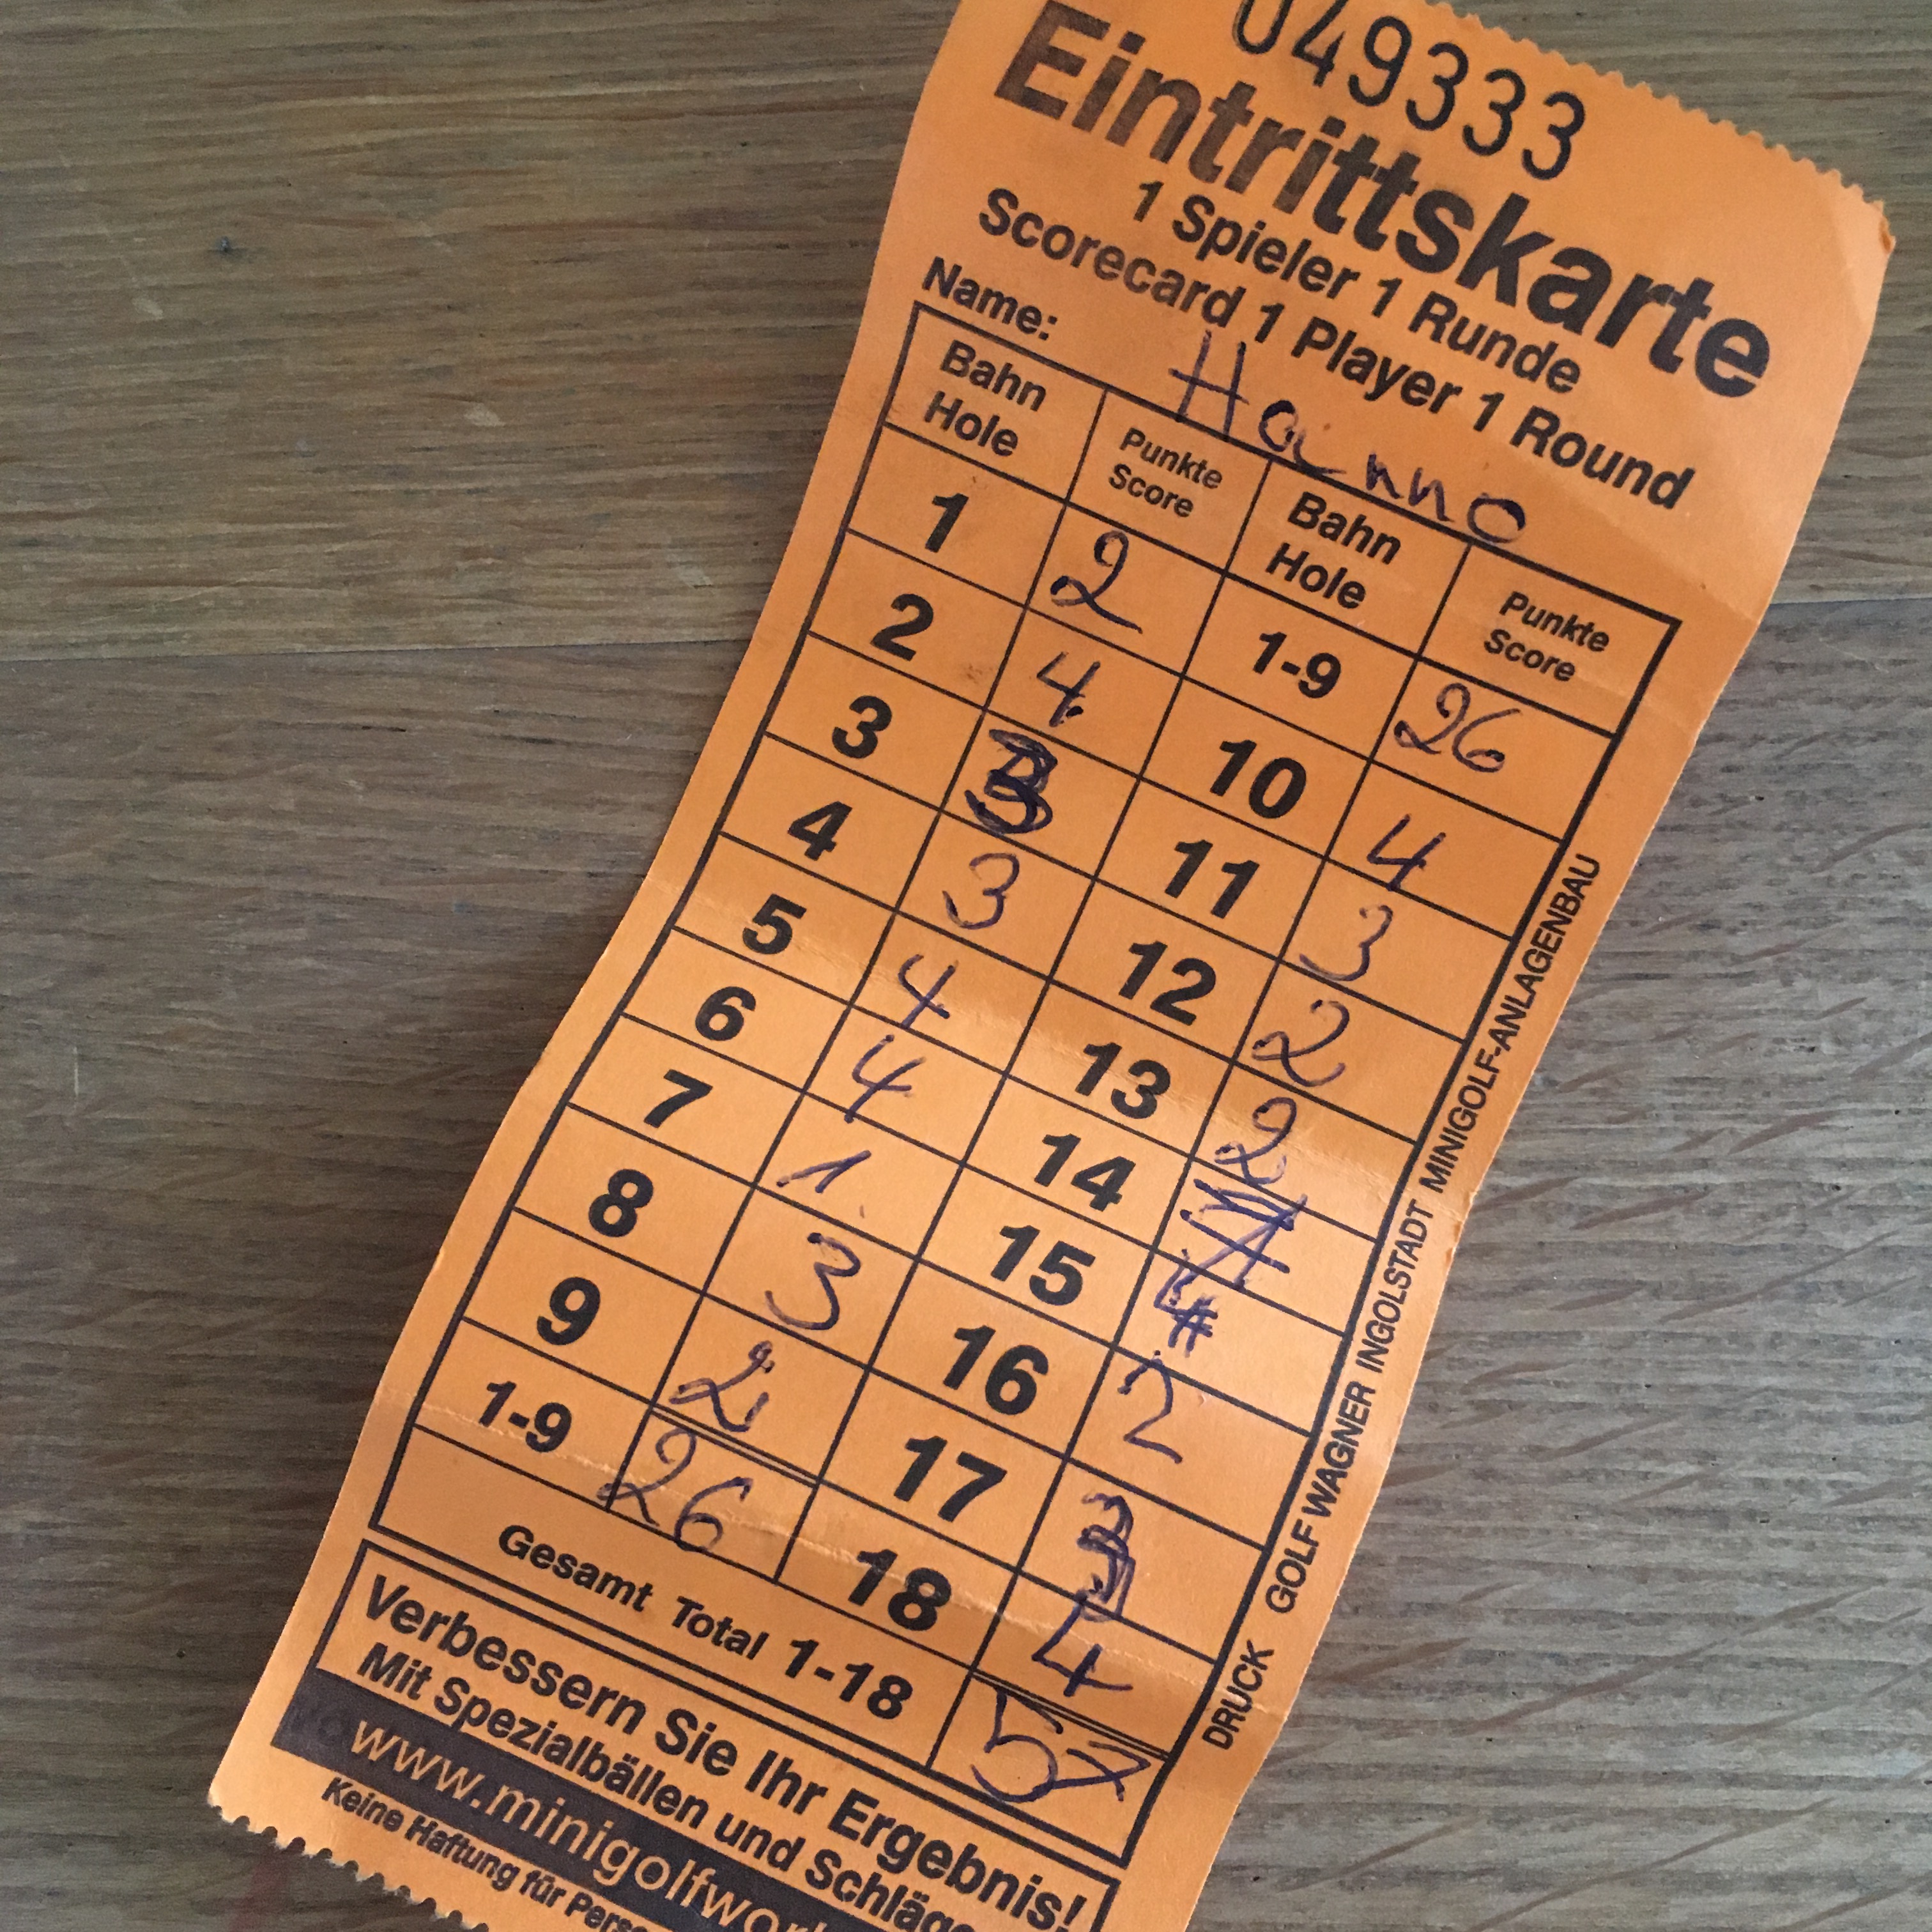 049333
Eintrittskarte
1 Spieler 1 Runde
Scorecard 1 Player 1 Round
Name: Hanno
Bahn Hole Punkte Score Bahn Hole Punkte Score
1 2 1-9 26
2 4 10 4
3 3 11 3
4 3 12 2
5 4 13 2
6 4 14
7 1 15 4
8 3 16 2
9 2 17 3
1-9 26 18 4
Gesamt Total 1-18 57
Verbessern Sie Ihr Ergebnis!
Mit Spezialbällen und
www.minigolfwor
Keine Haftung für
DRUCK GOLF WAGNER INGOLSTADT MINIGOLF-ANLAGENBAU